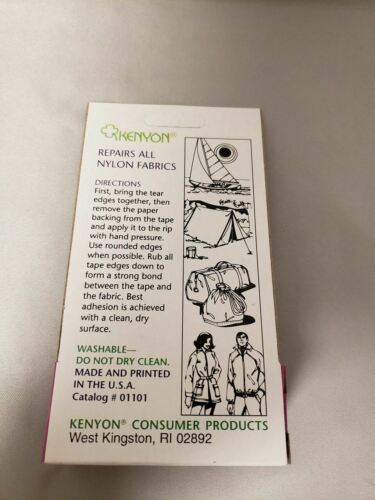 KENYON®
REPAIRS ALL
NYLON FABRICS
DIRECTIONS
First, bring the tear
edges together, then
remove the paper
backing from the tape
and apply it to the rip
with hand pressure.
Use rounded edges
when possible. Rub all
tape edges down to
form a strong bond
between the tape and
the fabric. Best
adhesion is achieved
with a clean, dry
surface.
WASHABLE—
DO NOT DRY CLEAN.
MADE AND PRINTED
IN THE U.S.A.
Catalog # 01101
KENYON® CONSUMER PRODUCTS
West Kingston, RI 02892